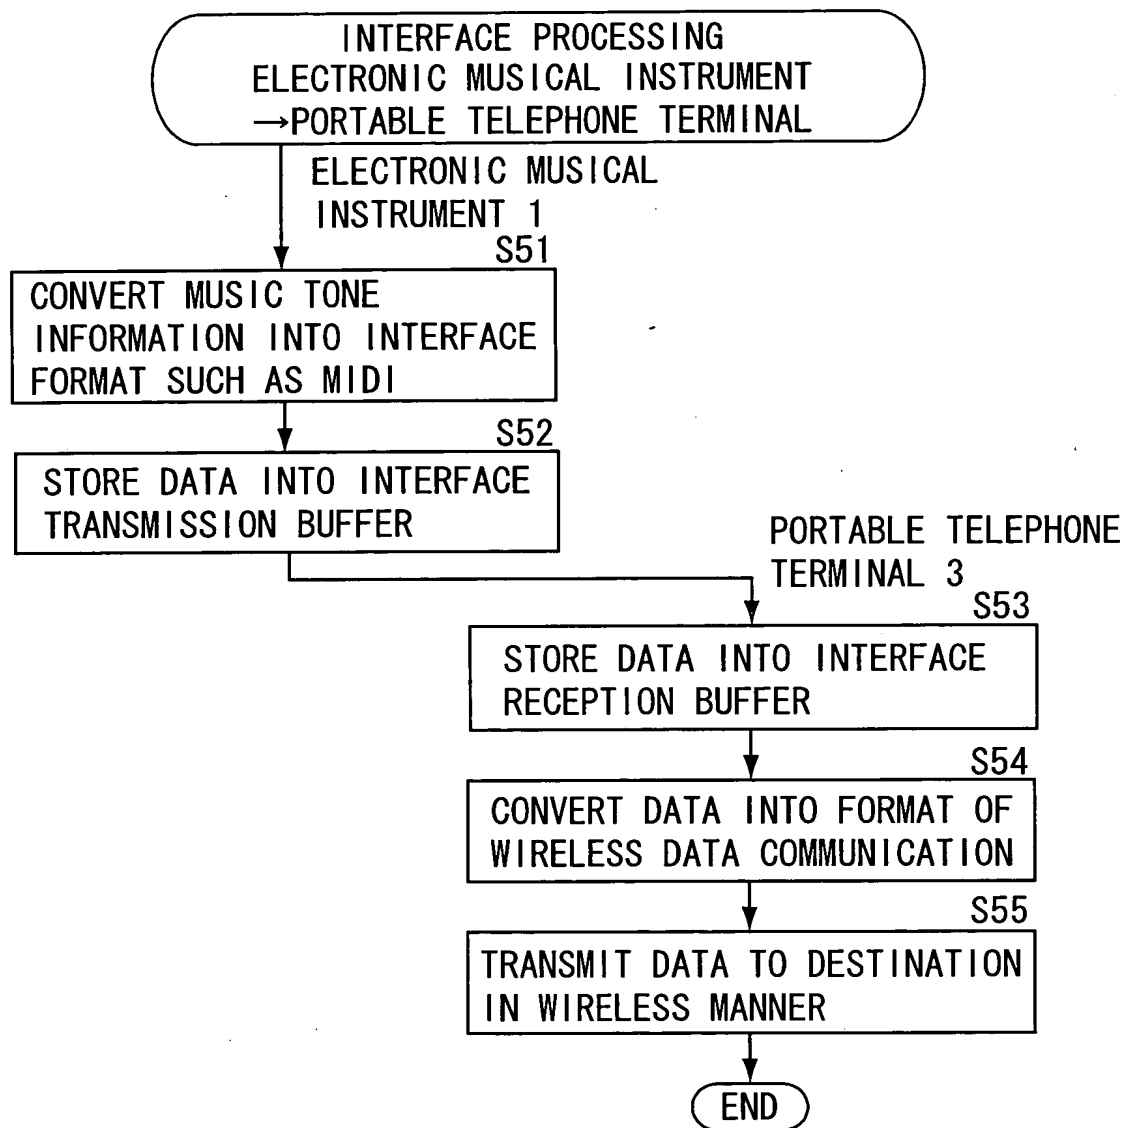 INTERFACE PROCESSING
ELECTRONIC MUSICAL INSTRUMENT
→PORTABLE TELEPHONE TERMINAL
ELECTRONIC MUSICAL
INSTRUMENT 1
S51
CONVERT MUSIC TONE
INFORMATION INTO INTERFACE
FORMAT SUCH AS MIDI
S52
STORE DATA INTO INTERFACE
TRANSMISSION BUFFER
PORTABLE TELEPHONE
TERMINAL 3
S53
STORE DATA INTO INTERFACE
RECEPTION BUFFER
S54
CONVERT DATA INTO FORMAT OF
WIRELESS DATA COMMUNICATION
S55
TRANSMIT DATA TO DESTINATION
IN WIRELESS MANNER
END